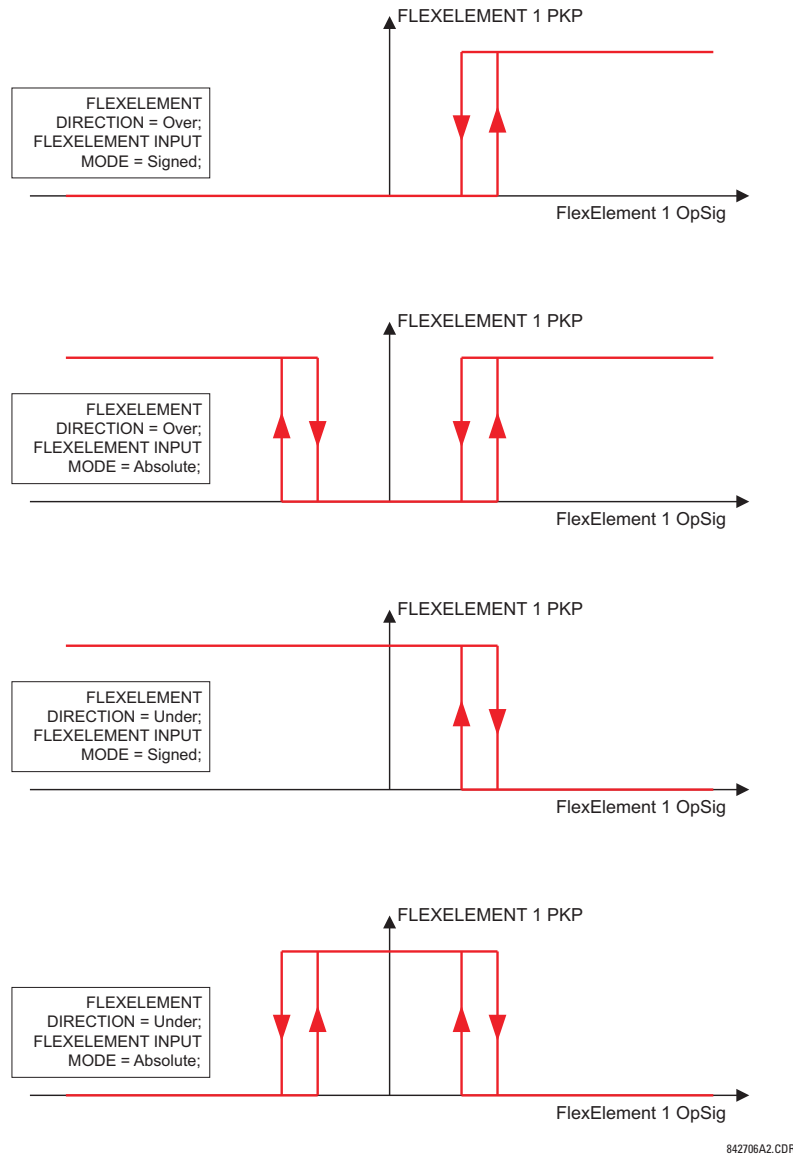 FLEXELEMENT 1 PKP
FLEXELEMENT
DIRECTION = Over;
FLEXELEMENT INPUT
MODE = Signed;
FlexElement 1 OpSig
FLEXELEMENT 1 PKP
FLEXELEMENT
DIRECTION = Over;
FLEXELEMENT INPUT
MODE = Absolute;
FlexElement 1 OpSig
FLEXELEMENT 1 PKP
FLEXELEMENT
DIRECTION = Under;
FLEXELEMENT INPUT
MODE = Signed;
FlexElement 1 OpSig
FLEXELEMENT 1 PKP
FLEXELEMENT
DIRECTION = Under;
FLEXELEMENT INPUT
MODE = Absolute;
FlexElement 1 OpSig
842706A2.CDR